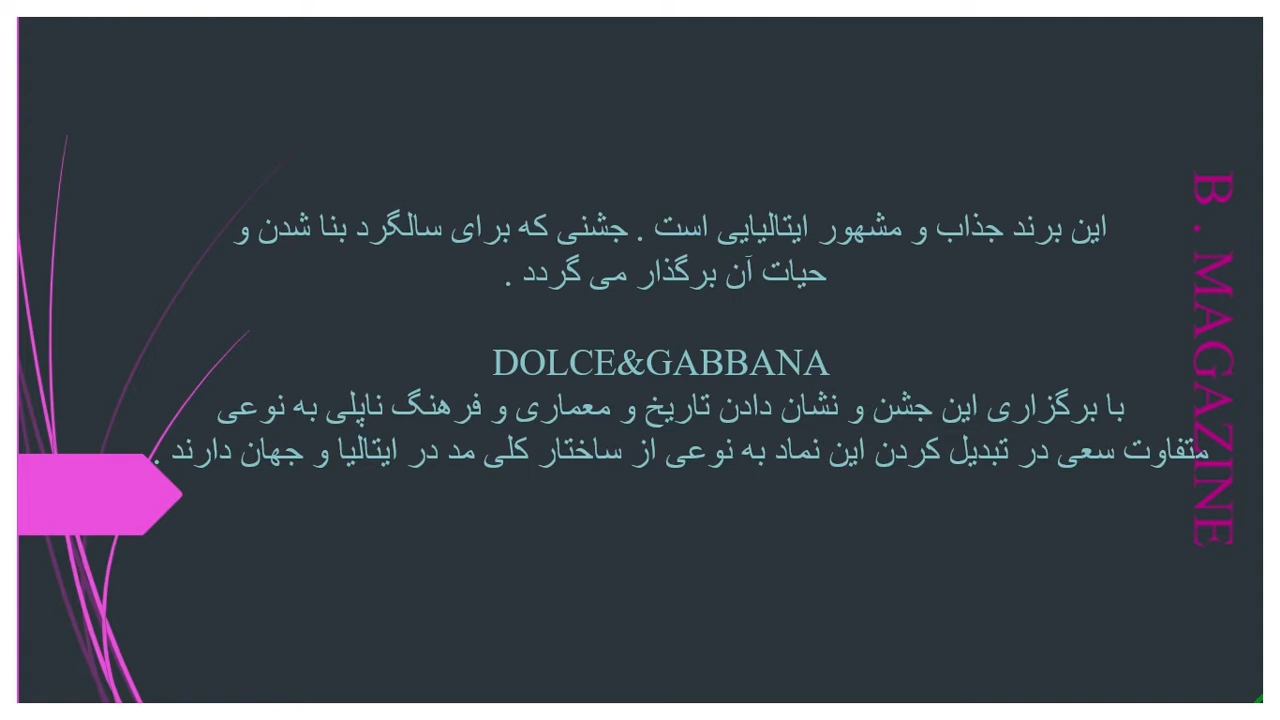 این برند جذاب و مشهور ایتالیایی است . جشنی که برای سالگرد بنا شدن و
حیات آن برگذار می گردد .
DOLCE&GABBANA
با برگزاری این جشن و نشان دادن تاریخ و معماری و فرهنگ ناپلی به نوعی
متفاوت سعی در تبدیل کردن این نماد به نوعی از ساختار کلی مد در ایتالیا و جهان دارند .
B . MAGAZINE